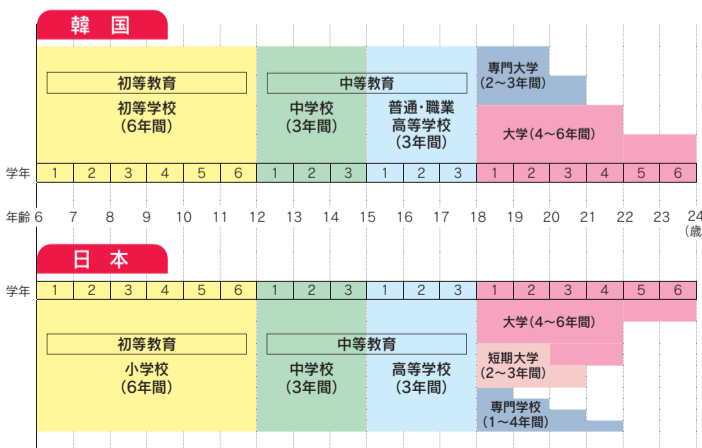 韓 国
初等教育
初等学校
(6年間)
中等教育
中学校
(3年間)
普通・職業
高等学校
(3年間)
専門大学
(2〜3年間)
大学(4〜6年間)
学年 1 2 3 4 5 6 1 2 3 1 2 3 1 2 3 4 5 6
年齢 6 7 8 9 10 11 12 13 14 15 16 17 18 19 20 21 22 23 24
(歳
日 本
学年 1 2 3 4 5 6 1 2 3 1 2 3 1 2 3 4 5 6
初等教育
小学校
(6年間)
中等教育
中学校
(3年間)
高等学校
(3年間)
大学(4〜6年間)
短期大学
(2〜3年間)
専門学校
(1〜4年間)